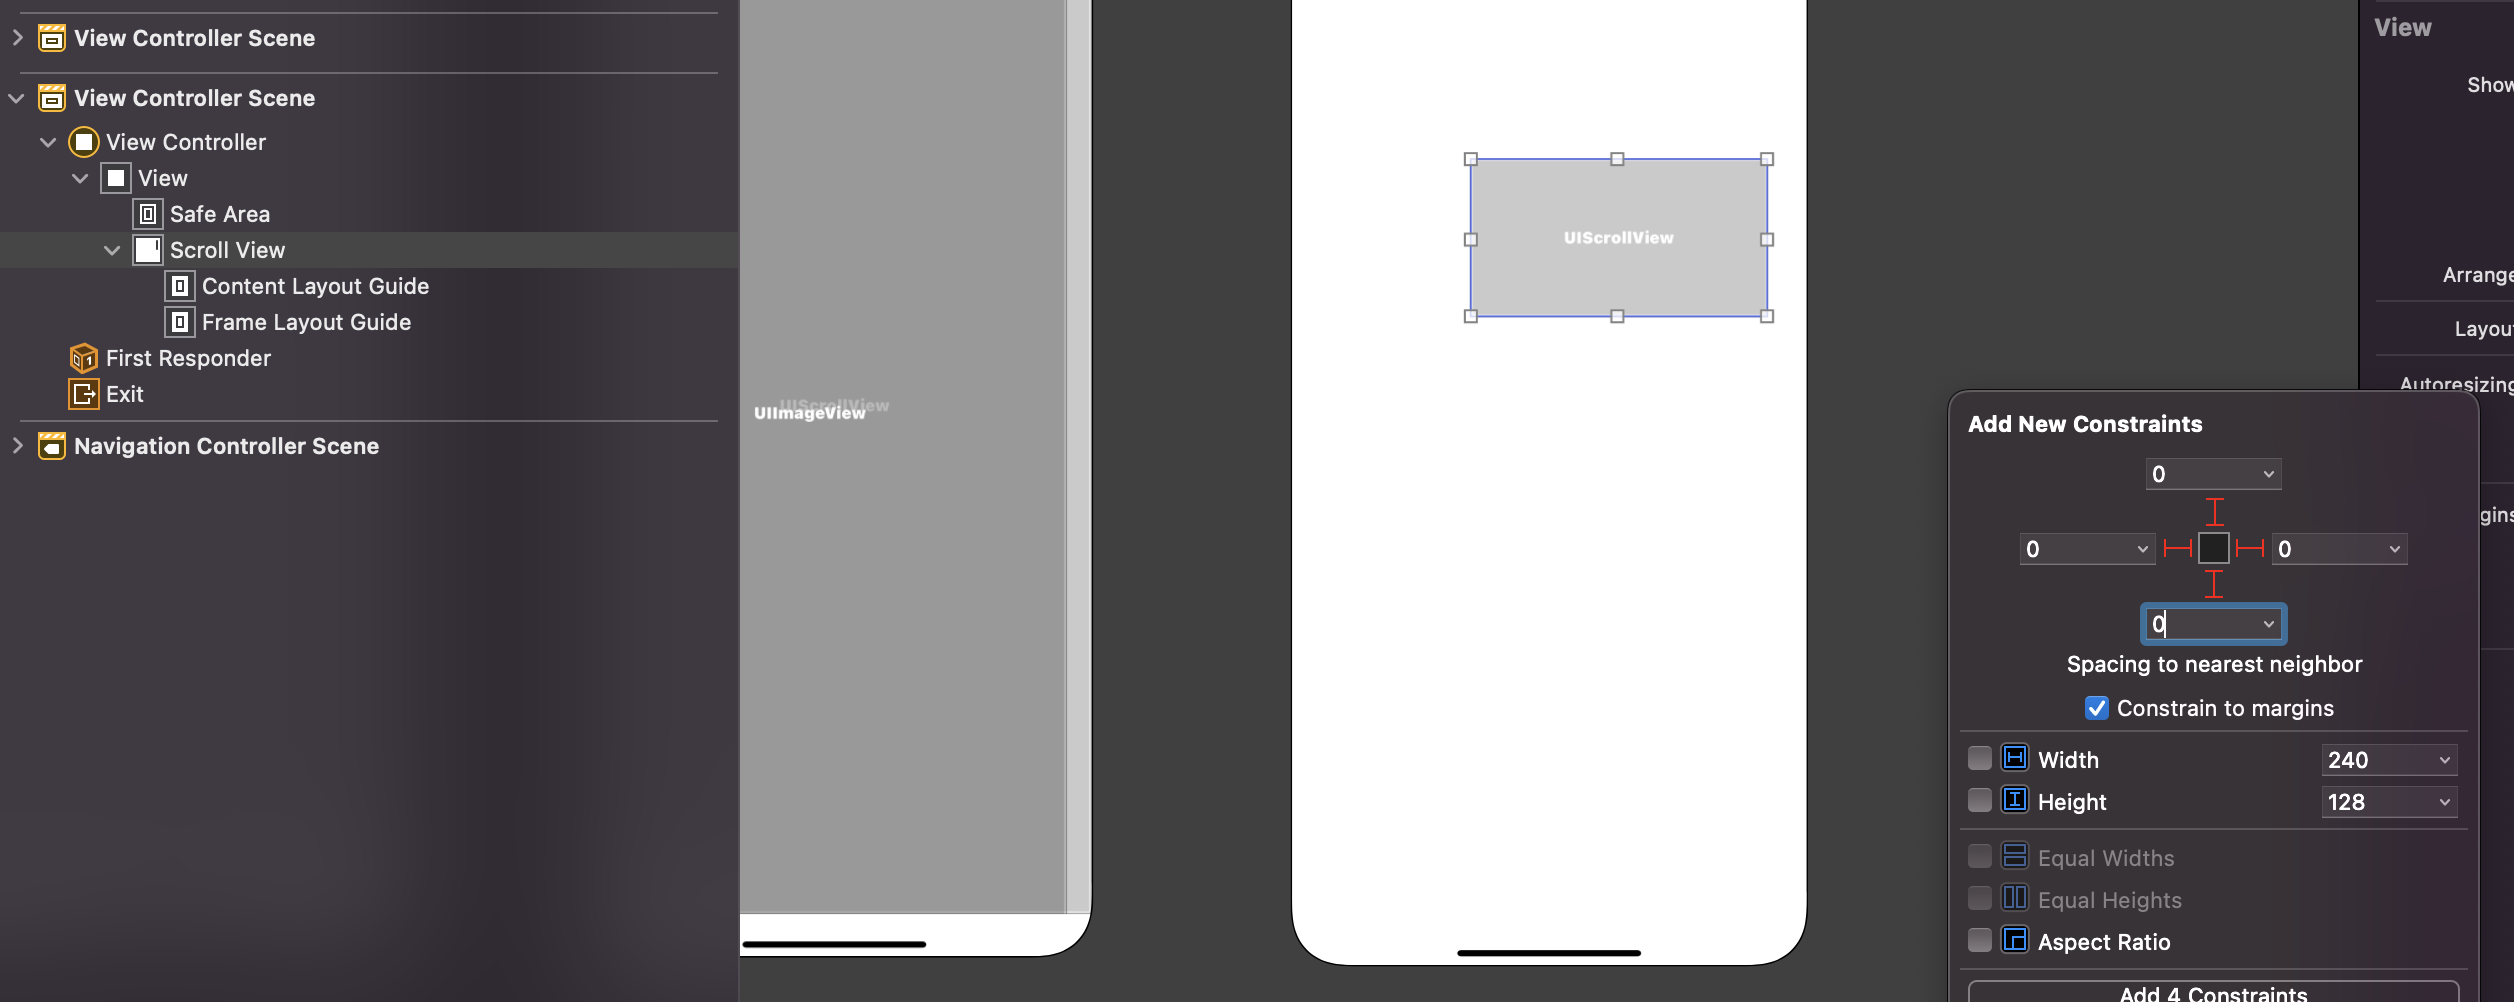 View Controller Scene
View Controller Scene
View Controller
View
Safe Area
Scroll View
Content Layout Guide
Frame Layout Guide
First Responder
Exit
Navigation Controller Scene
UIScrollView
UIImageView
UIScrollView
View
Show
Arrange
Layout
Autoresizing
gins
Add New Constraints
0
0
0
0
Spacing to nearest neighbor
Constrain to margins
Width 240
Height 128
Equal Widths
Equal Heights
Aspect Ratio
Add 4 Constraints